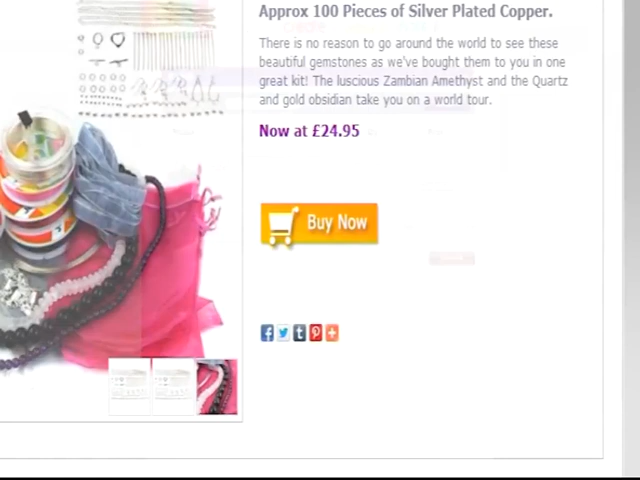 Approx 100 Pieces of Silver Plated Copper.
There is no reason to go around the world to see these
beautiful gemstones as we've bought them to you in one
great kit! The luscious Zambian Amethyst and the Quartz
and gold obsidian take you on a world tour.
Now at £24.95
Buy Now